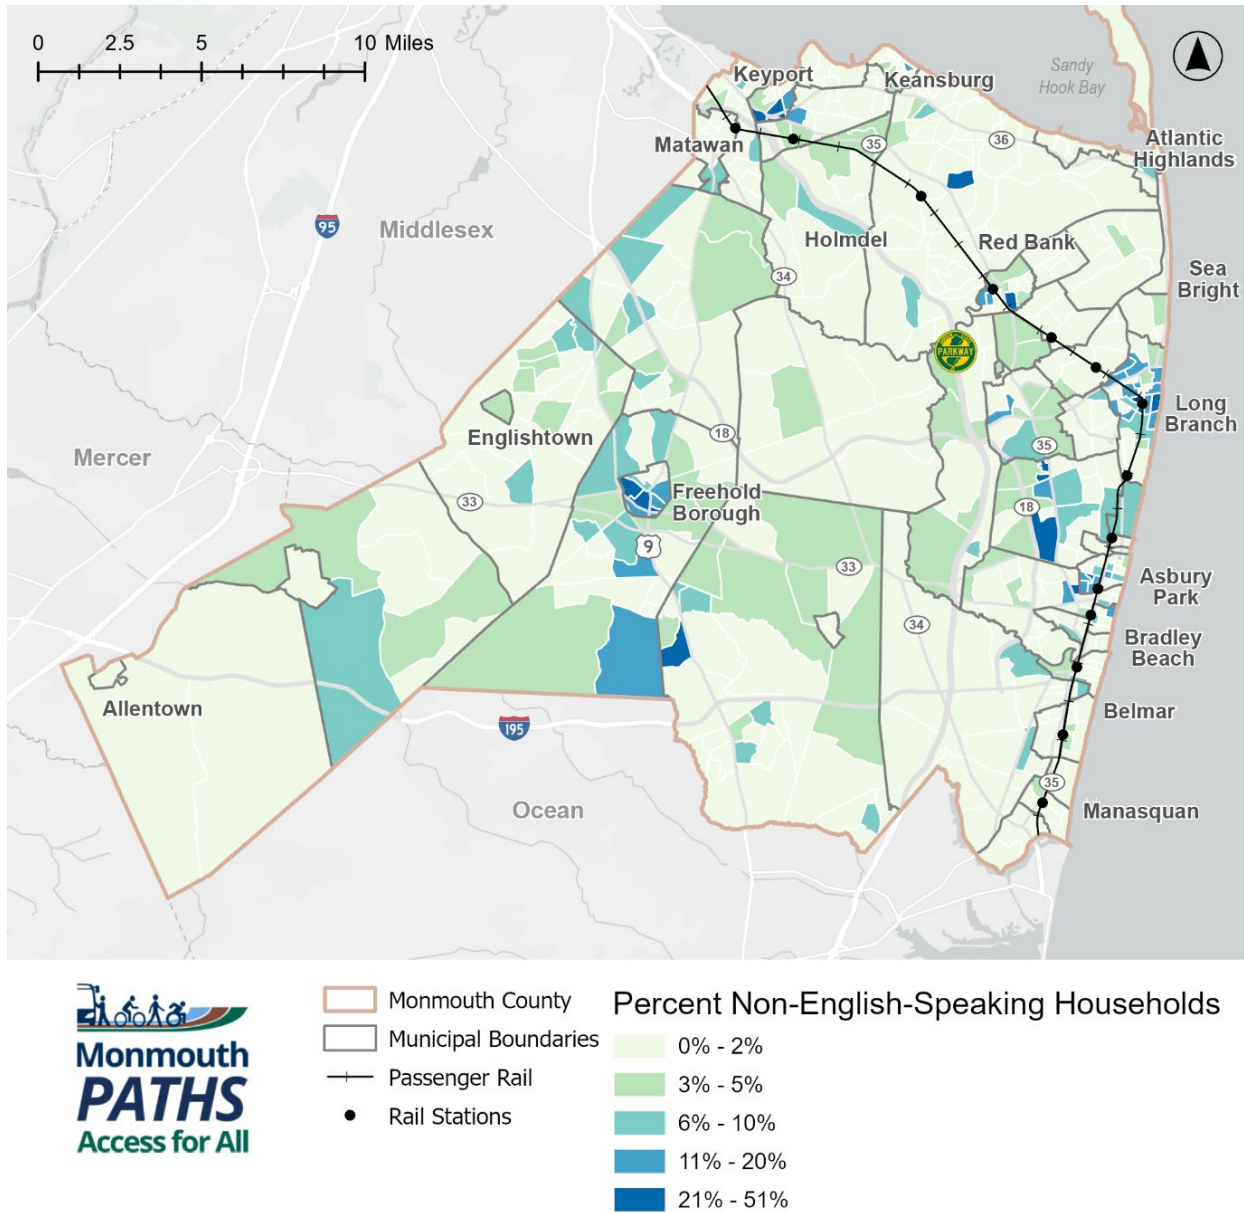 0 2.5 5 10 Miles
Keyport
Keansburg
Sandy
Hook Bay
Matawan
35
36
Atlantic
Highlands
95
Middlesex
Holmdel
Red Bank
34
Sea
Bright
PARKWAY
Englishtown
18
Long
Branch
35
Mercer
33
Freehold
Borough
18
9
33
Asbury
Park
34
Bradley
Beach
Allentown
Belmar
195
35
Ocean
Manasquan
Monmouth
PATHS
Access for All
Monmouth County
Municipal Boundaries
Passenger Rail
Rail Stations
Percent Non-English-Speaking Households
0% - 2%
3% - 5%
6% - 10%
11% - 20%
21% - 51%